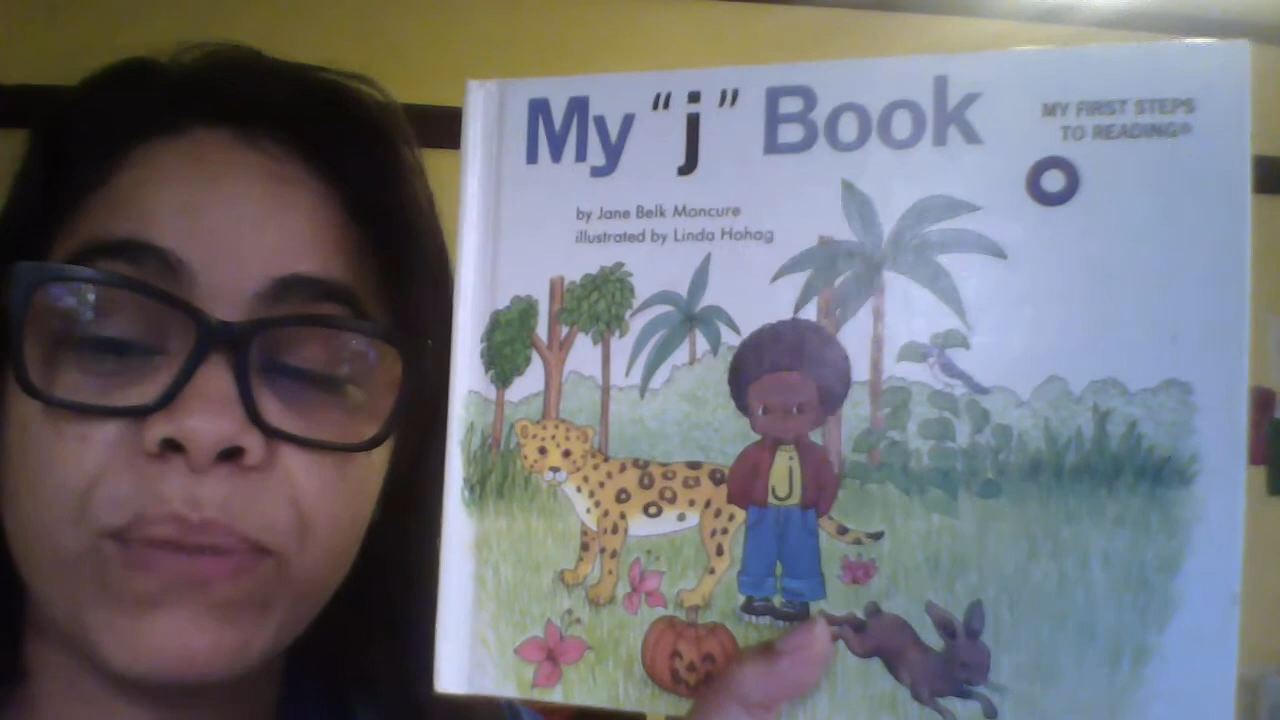 My "j" Book
MY FIRST STEPS
TO READING®
by Jane Belk Moncure
illustrated by Linda Hohag
j